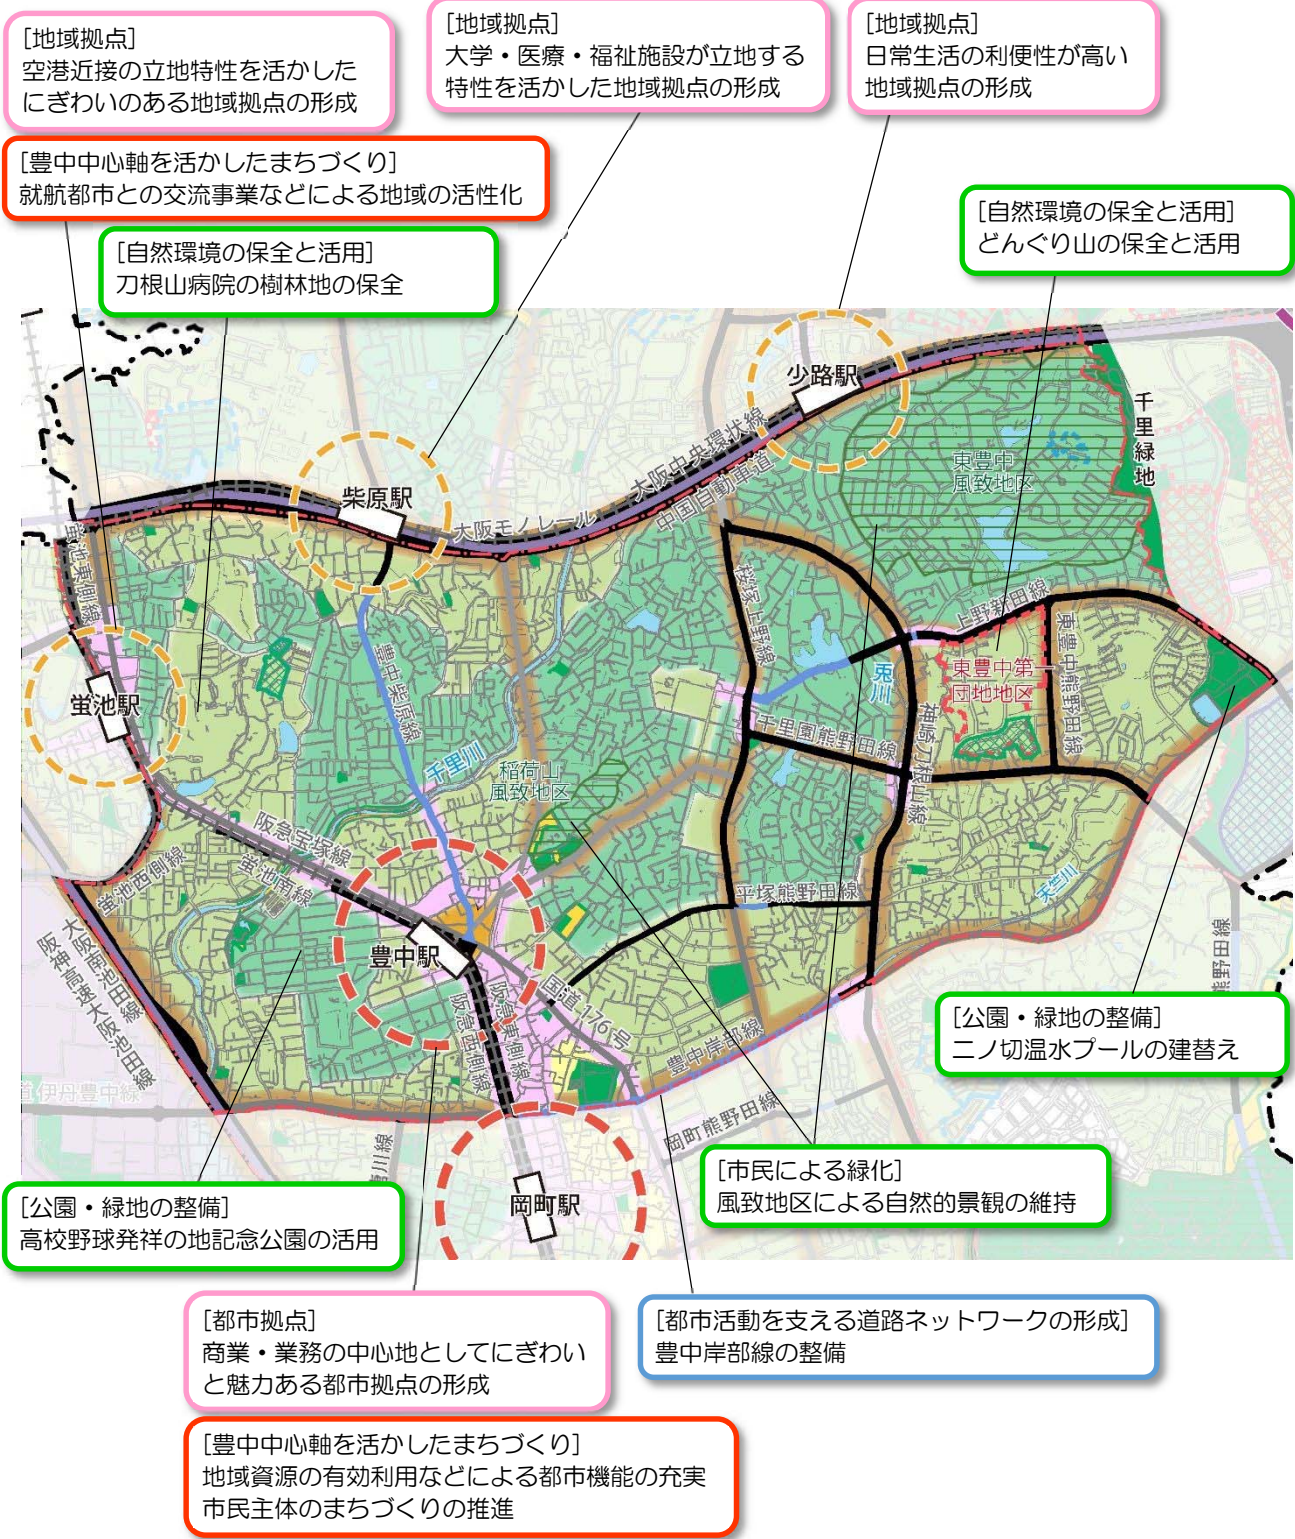 [地域拠点]
空港近接の立地特性を活かした
にぎわいのある地域拠点の形成
[地域拠点]
大学・医療・福祉施設が立地する
特性を活かした地域拠点の形成
[地域拠点]
日常生活の利便性が高い
地域拠点の形成
[豊中中心軸を活かしたまちづくり]
就航都市との交流事業などによる地域の活性化
[自然環境の保全と活用]
刀根山病院の樹林地の保全
[自然環境の保全と活用]
どんぐり山の保全と活用
少路駅
千里緑地
東豊中
風致地区
大阪中央環状線
中国自動車道
大阪モノレール
柴原駅
蛍池東側線
桜塚上野線
上野新田線
東豊中熊野田線
東豊中第一
団地地区
兎川
神崎刀根山線
豊中柴原線
蛍池駅
千里川
千里園熊野田線
稲荷山
風致地区
阪急宝塚線
蛍池南線
蛍池西側線
平塚熊野田線
天竺川
大阪南池田線
阪神高速大阪池田線
豊中駅
国道176号
阪急東側線
阪急西側線
豊中岸部線
熊野田線
道 伊丹豊中線
岡町熊野田線
岡町駅
[公園・緑地の整備]
二ノ切温水プールの建替え
[市民による緑化]
風致地区による自然的景観の維持
[公園・緑地の整備]
高校野球発祥の地記念公園の活用
[都市拠点]
商業・業務の中心地としてにぎわい
と魅力ある都市拠点の形成
[都市活動を支える道路ネットワークの形成]
豊中岸部線の整備
[豊中中心軸を活かしたまちづくり]
地域資源の有効利用などによる都市機能の充実
市民主体のまちづくりの推進